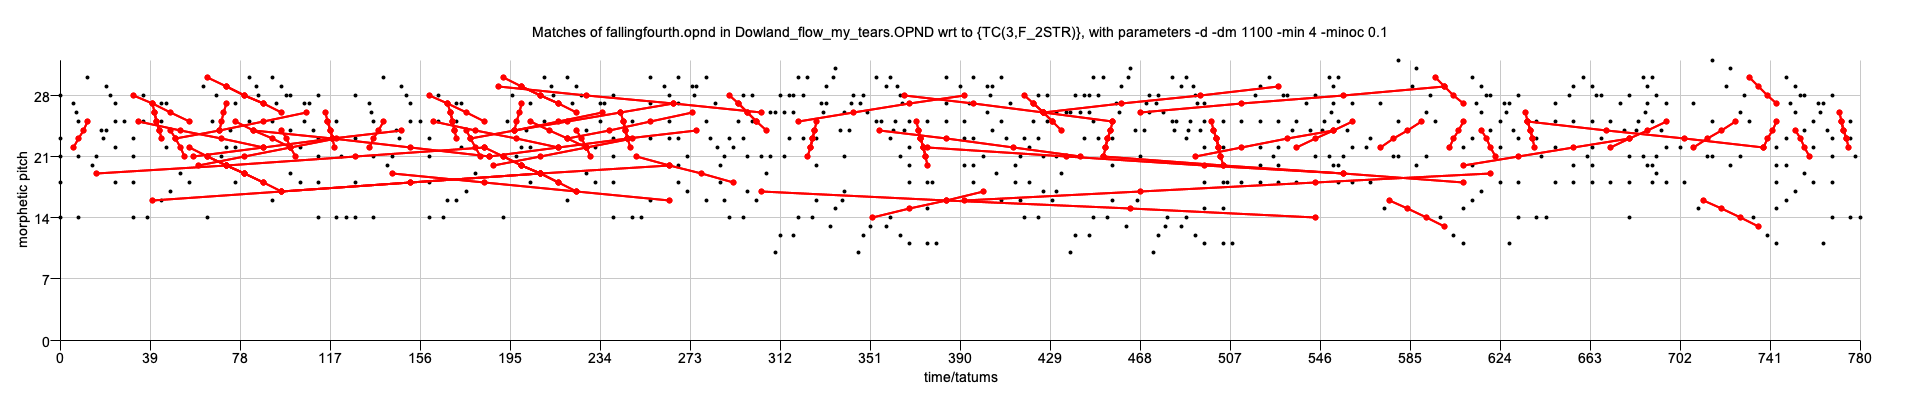 Matches of fallingfourth.opnd in Dowland_flow_my_tears.OPND wrt to {TC(3,F_2STR)}, with parameters -d -dm 1100 -min 4 -minoc 0.1
28
21
14
7
0
morphetic pitch
0 39 78 117 156 195 234 273 312 351 390 429 468 507 546 585 624 663 702 741 780
time/tatums